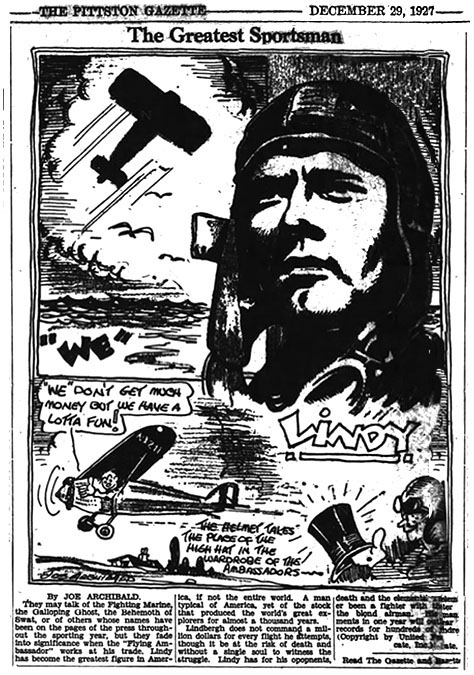 THE PITTSTON GAZETTE DECEMBER 29, 1927
The Greatest Sportsman
"WE"
"WE" DON'T GET MUCH
MONEY BUT WE HAVE A
LOTTA FUN!
LINDY
THE HELMET TAKES
THE PLACE OF THE
HIGH HAT IN THE
WARDROBE OF THE
AMBASSADORS
JOE ARCHIBALD
By JOE ARCHIBALD.
They may talk of the Fighting Marine,
the Galloping Ghost, the Behemoth of
Swat, or of others whose names have
been on the pages of the press through-
out the sporting year, but they fade
into significance when the "Flying Am-
bassador" works at his trade. Lindy
has become the greatest figure in Amer-
ica, if not the entire world. A man
typical of America, yet of the stock
that produced the world's great ex-
plorers for almost a thousand years.
Lindbergh does not command a mil-
lion dollars for every flight he attempts,
though it be at the risk of death and
without a single soul to witness the
struggle. Lindy has for his opponents,
death and the elements.
er been a fighter with
the blond airman. His
ments in one year will
records for hundreds of
(Copyright by United
cate, Inc.
Read The Gazette and